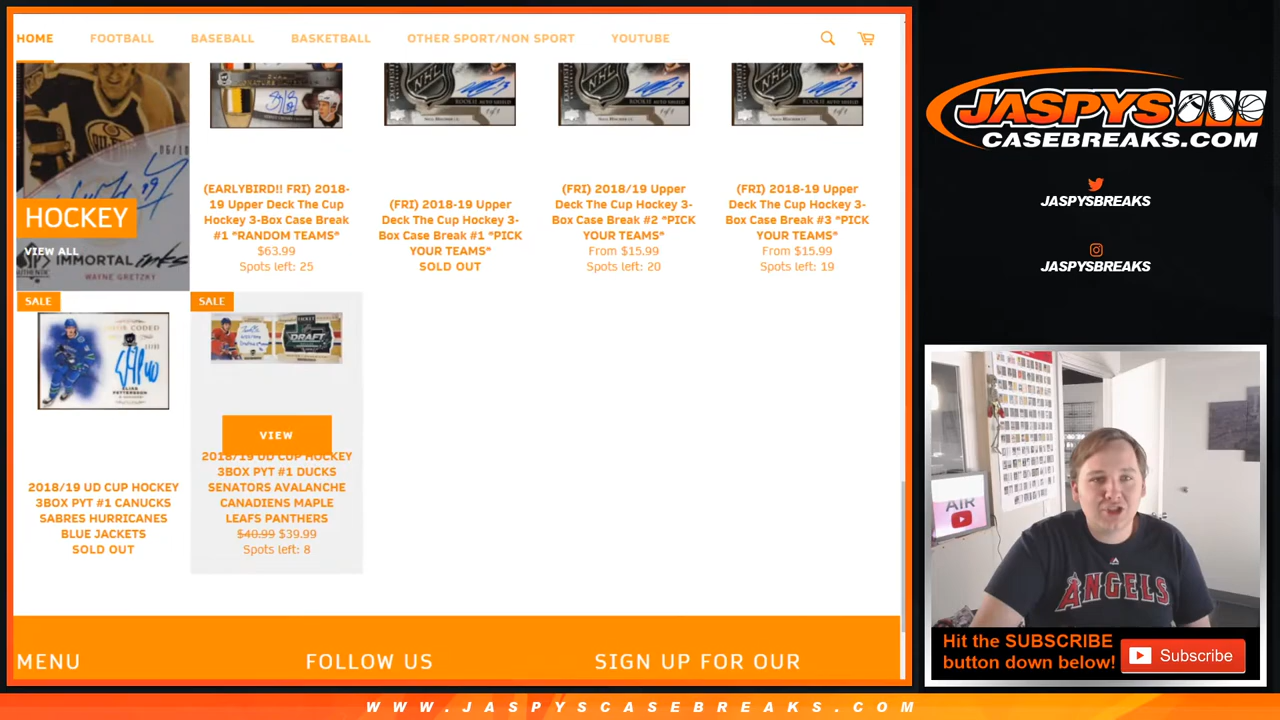 HOME
FOOTBALL
BASEBALL
BASKETBALL
OTHER SPORT/NON SPORT
YOUTUBE
HOCKEY
VIEW ALL
IMMORTAL inks
WAYNE GRETZKY
(EARLYBIRD!! FRI) 2018-
19 Upper Deck The Cup
Hockey 3-Box Case Break
#1 *RANDOM TEAMS*
$63.99
Spots left: 25
NHL
(FRI) 2018-19 Upper
Deck The Cup Hockey 3-
Box Case Break #1 *PICK
YOUR TEAMS*
SOLD OUT
NHL
(FRI) 2018/19 Upper
Deck The Cup Hockey 3-
Box Case Break #2 *PICK
YOUR TEAMS*
From $15.99
Spots left: 20
NHL
(FRI) 2018-19 Upper
Deck The Cup Hockey 3-
Box Case Break #3 *PICK
YOUR TEAMS*
From $15.99
Spots left: 19
SALE
2018/19 UD CUP HOCKEY
3BOX PYT #1 CANUCKS
SABRES HURRICANES
BLUE JACKETS
SOLD OUT
SALE
DRAFT
VIEW
2018/19 UD CUP HOCKEY
3BOX PYT #1 DUCKS
SENATORS AVALANCHE
CANADIENS MAPLE
LEAFS PANTHERS
$40.99 $39.99
Spots left: 8
MENU
FOLLOW US
SIGN UP FOR OUR
JASPYS
CASEBREAKS.COM
JASPYSBREAKS
JASPYSBREAKS
AIR
ANGELS
Hit the SUBSCRIBE
button down below!
Subscribe
WWW.JASPYSCASEBREAKS.COM